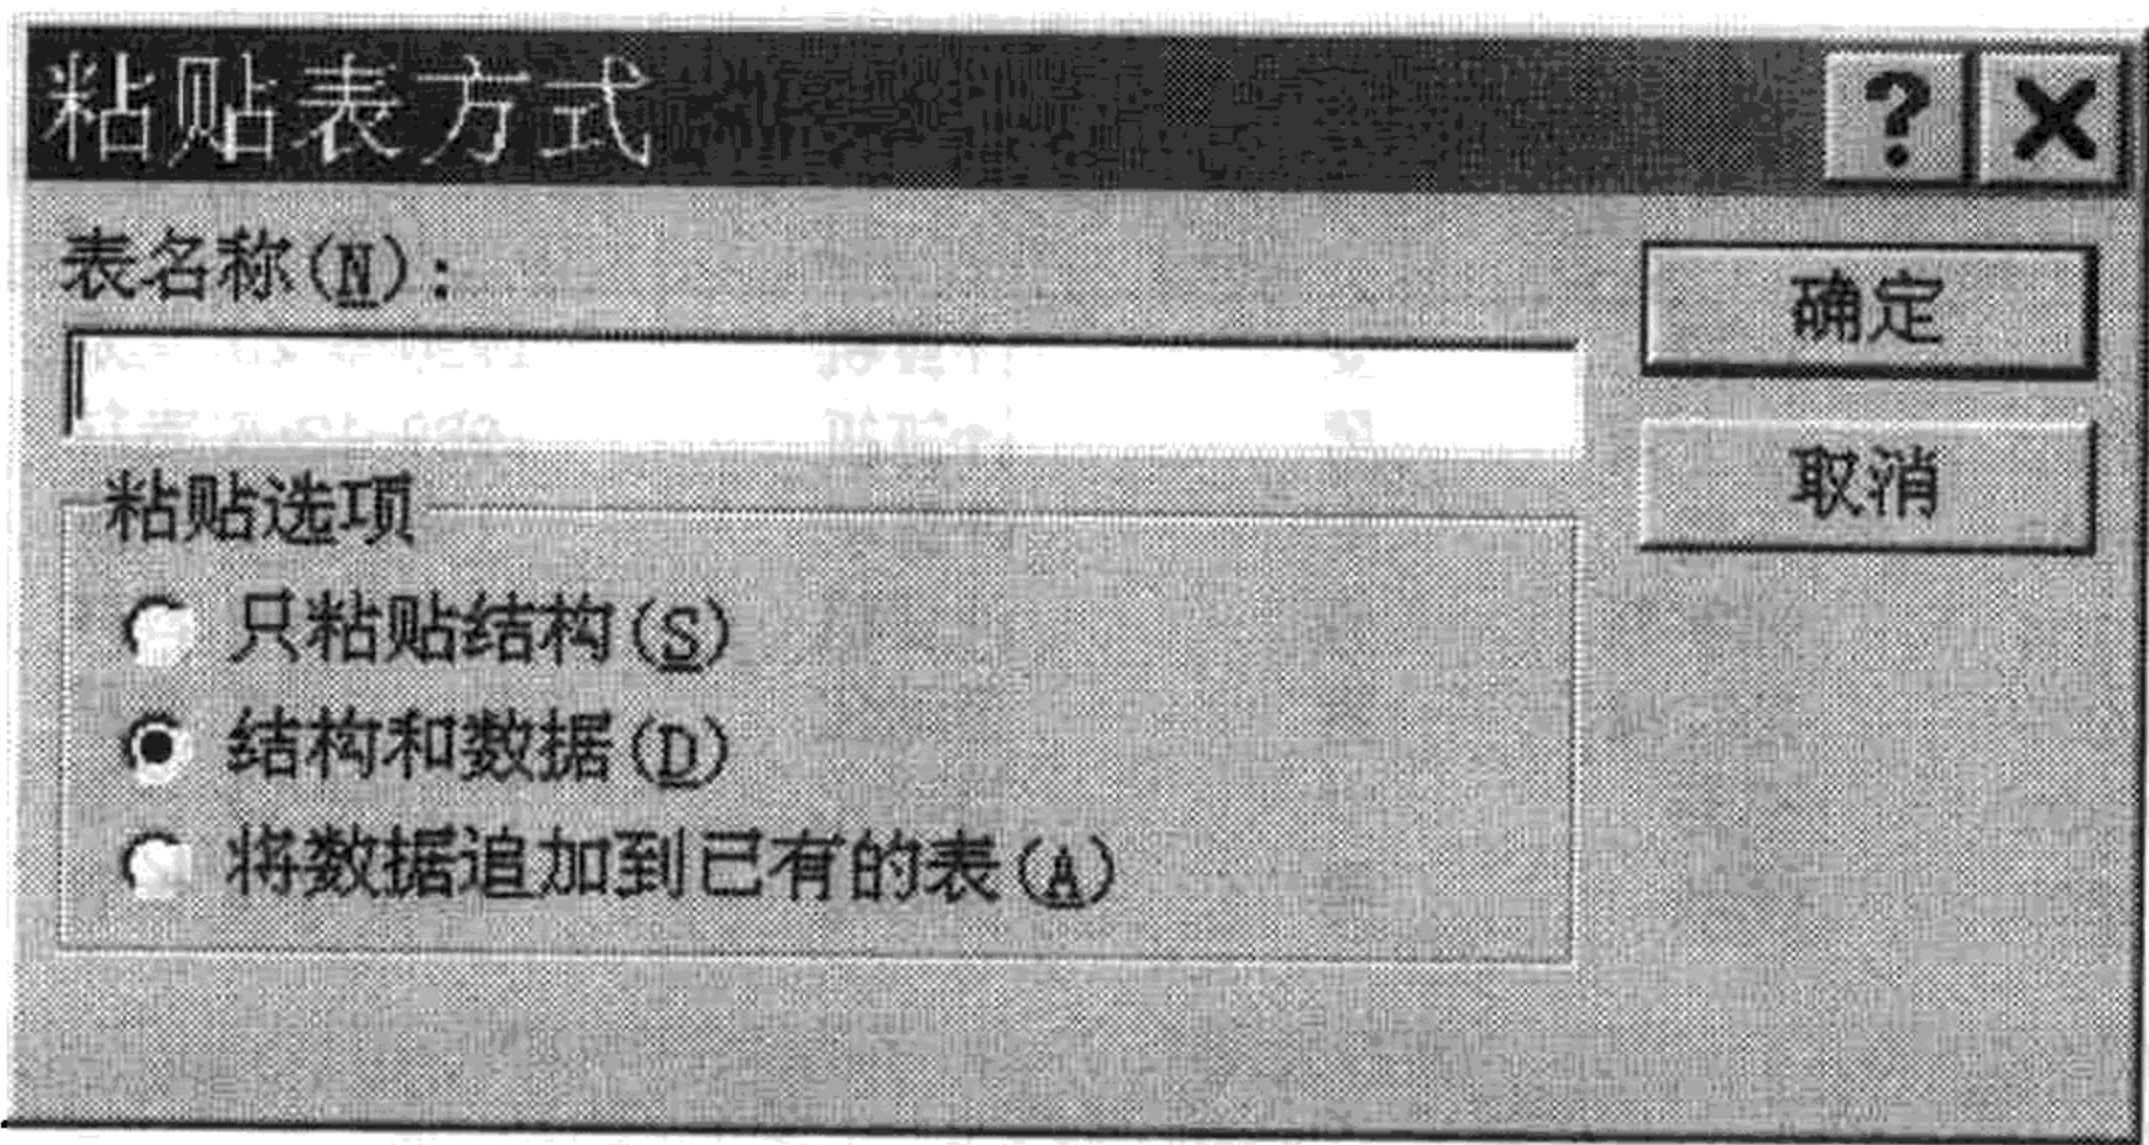 粘贴表方式
表名称(N):
确定
取消
粘贴选项
只粘贴结构(S)
结构和数据(D)
将数据追加到已有的表(A)